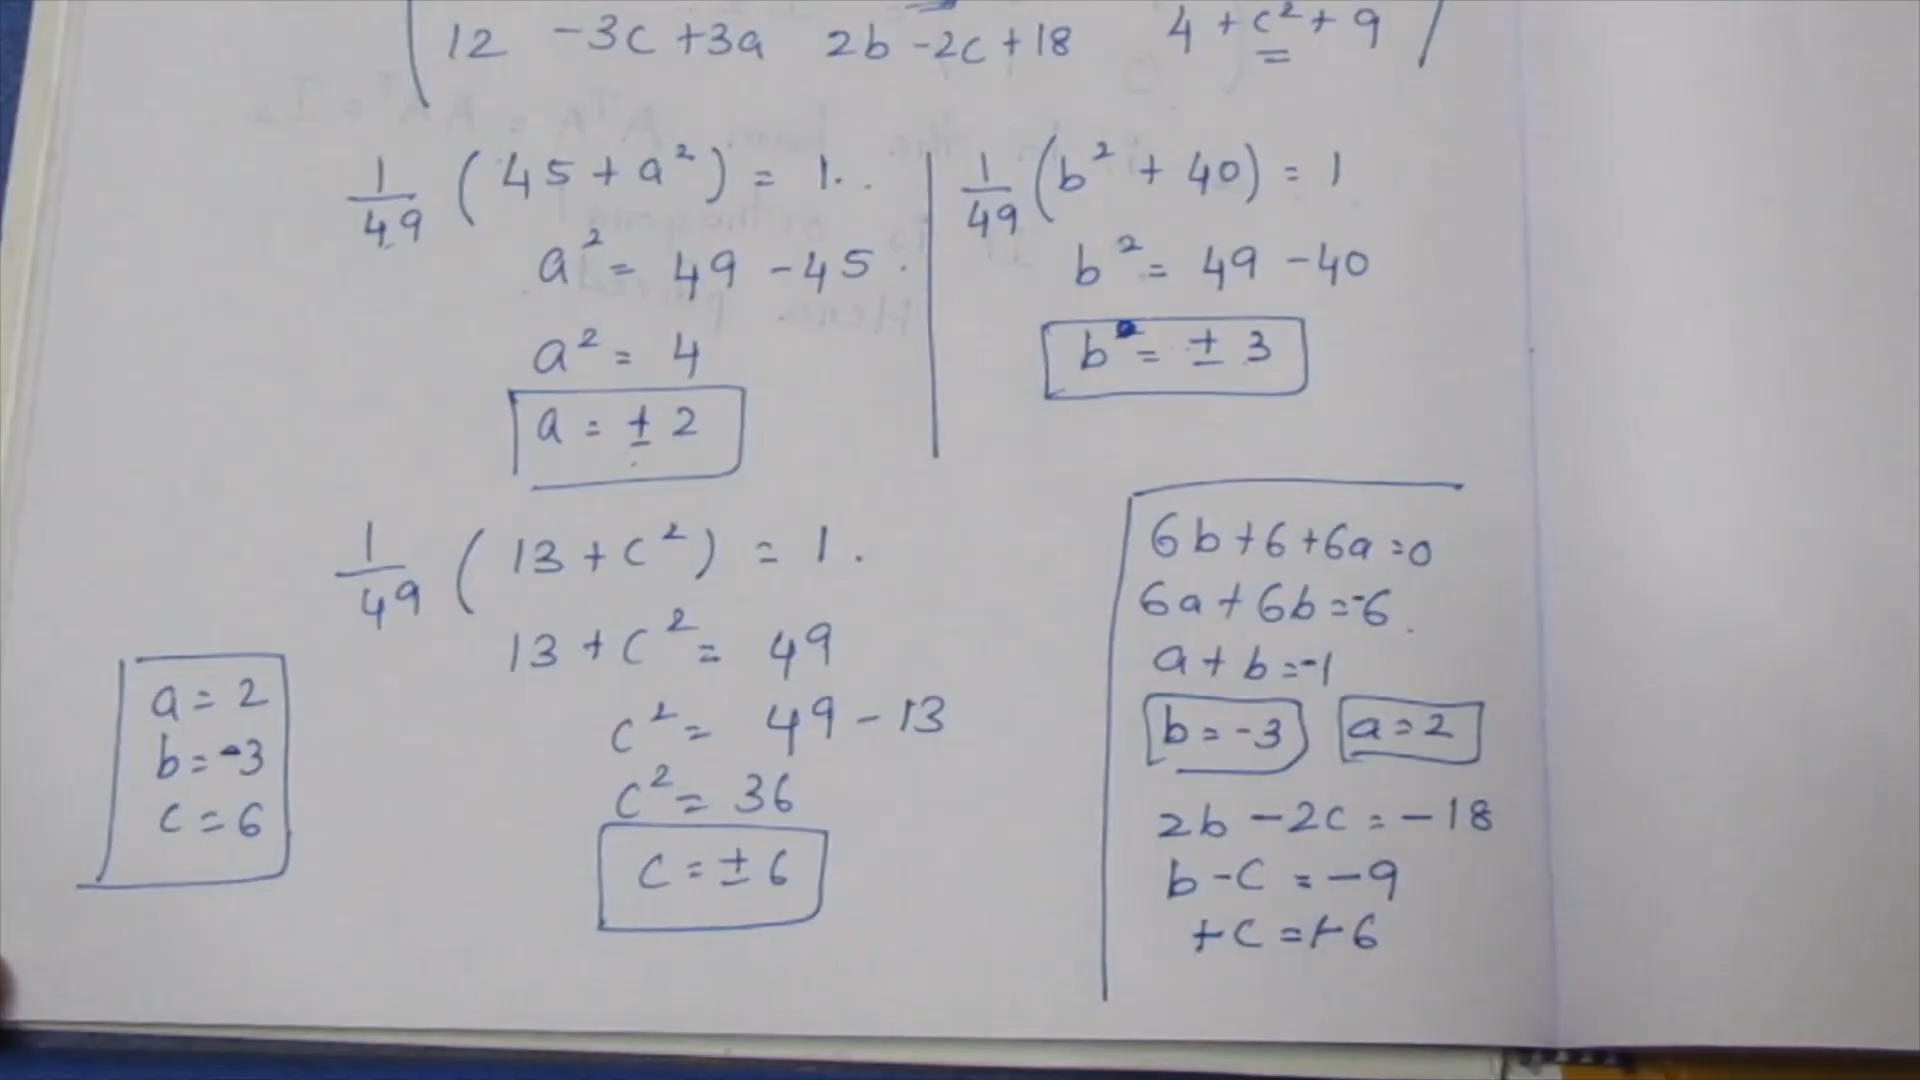 12 -3c+3a 2b-2c+18 4+c²+9
1/49 (45+a²) = 1.
a² = 49-45
a² = 4
a = ± 2
1/49 (b²+40) = 1
b² = 49-40
b = ± 3
1/49 (13+c²) = 1.
13+c² = 49
c² = 49-13
c² = 36
c = ± 6
a = 2
b = -3
c = 6
6b+6+6a=0
6a+6b=-6
a+b=-1
b=-3 a=2
2b-2c=-18
b-c=-9
+c=+6